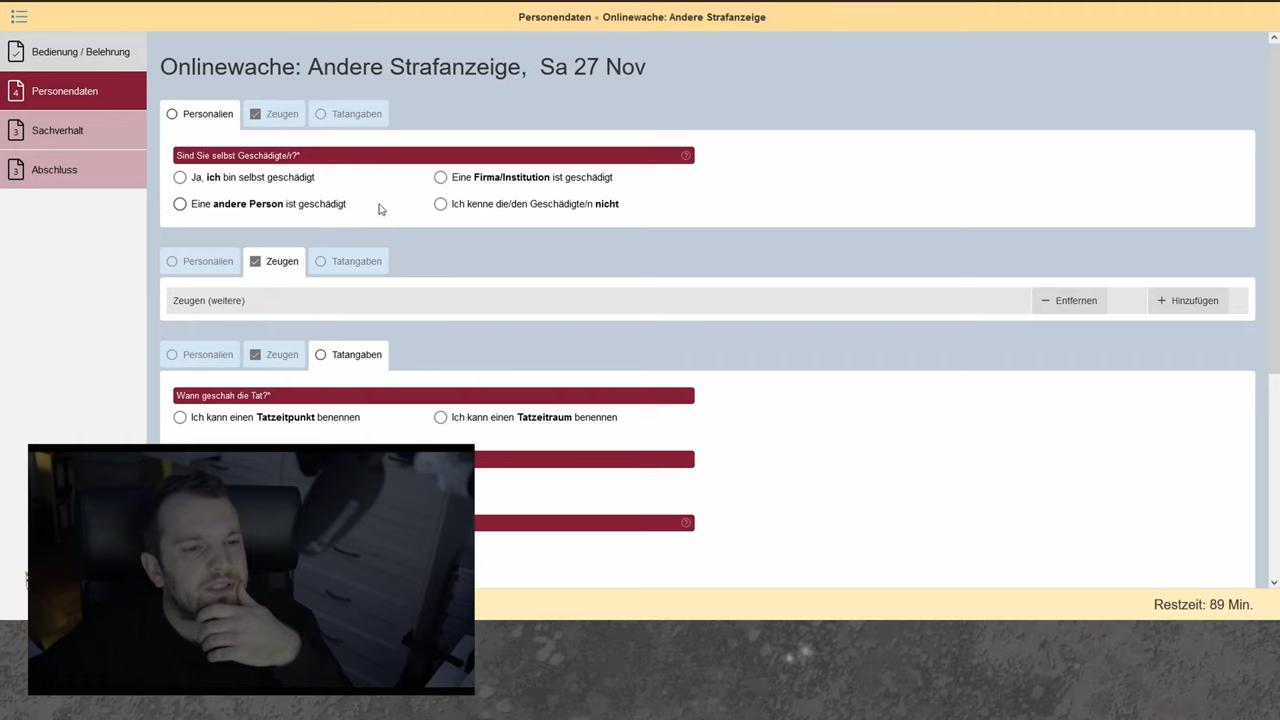 Personendaten « Onlinewache: Andere Strafanzeige
Bedienung / Belehrung
4 Personendaten
3 Sachverhalt
3 Abschluss
Onlinewache: Andere Strafanzeige, Sa 27 Nov
Personalien Zeugen Tatangaben
Sind Sie selbst Geschädigte/r?* ?
Ja, ich bin selbst geschädigt Eine Firma/Institution ist geschädigt
Eine andere Person ist geschädigt Ich kenne die/den Geschädigte/n nicht
Personalien Zeugen Tatangaben
Zeugen (weitere) − Entfernen + Hinzufügen
Personalien Zeugen Tatangaben
Wann geschah die Tat?*
Ich kann einen Tatzeitpunkt benennen Ich kann einen Tatzeitraum benennen
?
Restzeit: 89 Min.